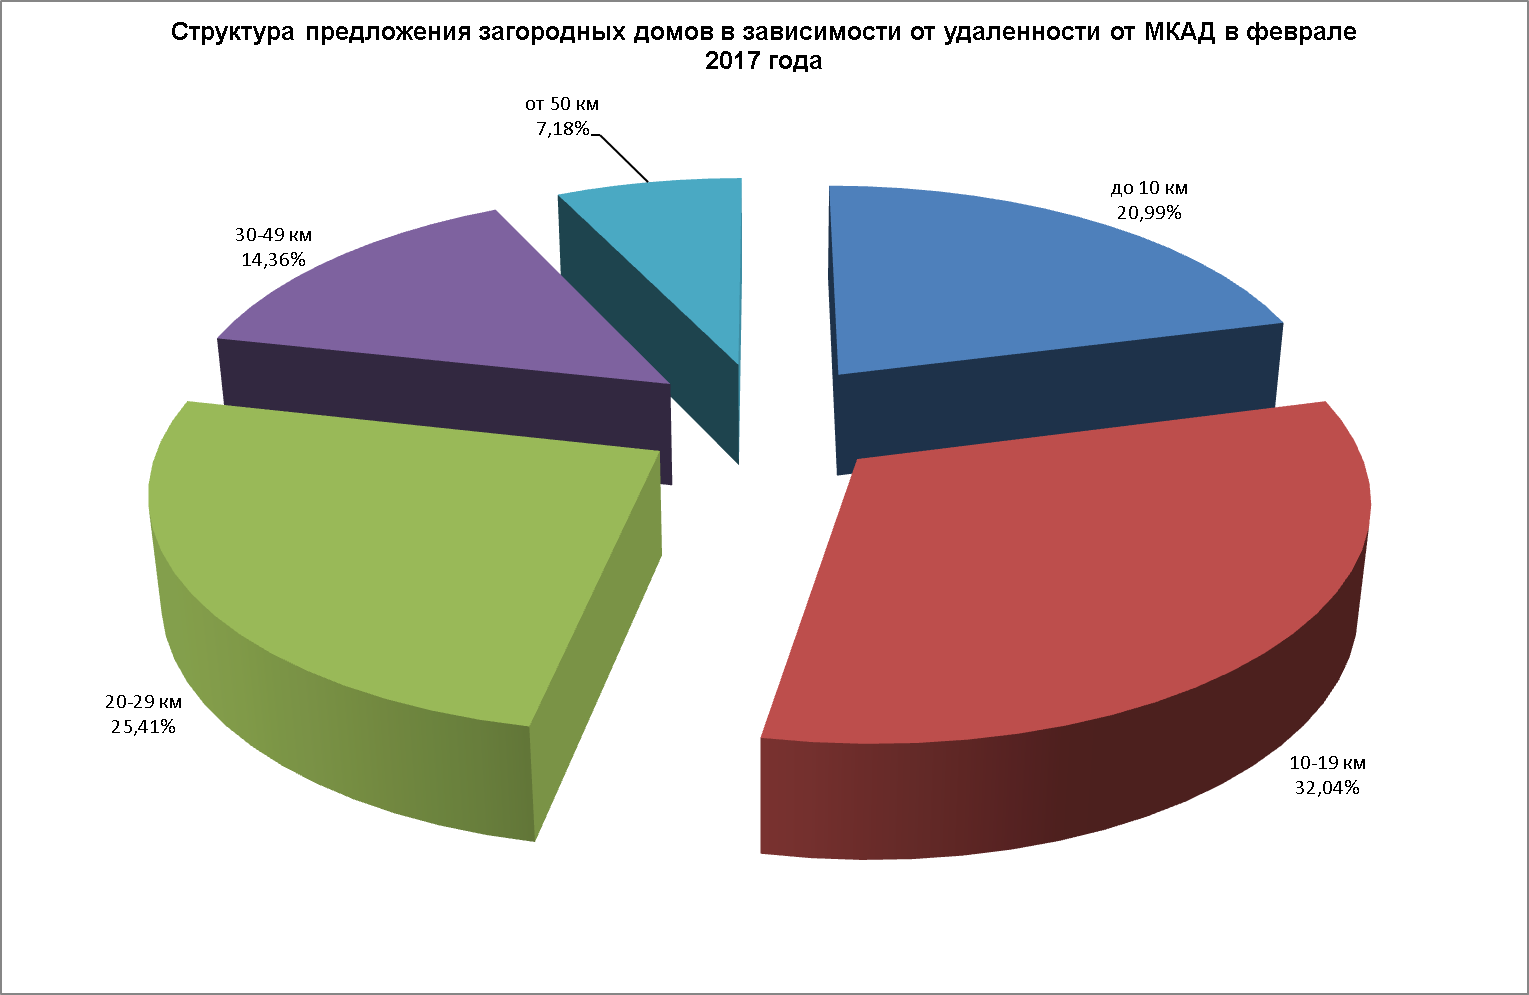 Структура предложения загородных домов в зависимости от удаленности от МКАД в феврале
2017 года
от 50 км
7,18%
до 10 км
20,99%
30-49 км
14,36%
20-29 км
25,41%
10-19 км
32,04%